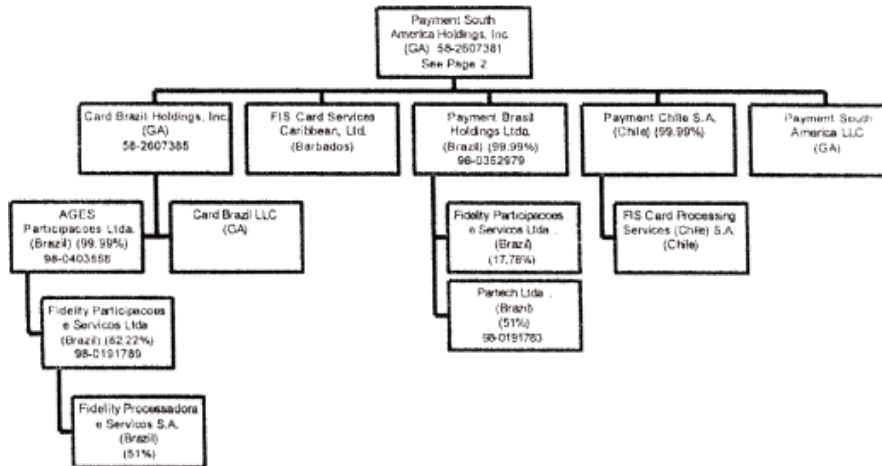 Payment South
America Holdings, Inc.
(GA) 58-2607381
See Page 2
Card Brazil Holdings, Inc.
(GA)
58-2607385
FIS Card Services
Caribbean, Ltd.
(Barbados)
Payment Brasil
Holdings Ltda.
(Brazil) (99.99%)
98-0352979
Payment Chile S.A.
(Chile) (99.99%)
Payment South
America LLC
(GA)
AGES
Participacoes Ltda.
(Brazil) (99.99%)
Card Brazil LLC
(GA)
Fidelity Participacoes
e Servicos Ltda .
(Brazil)
(17.78%)
FIS Card Processing
Services (Chile) S.A.
(Chile)
Partech Ltda .
(Brazil)
(51%)
98-0191783
Fidelity Participacoes
e Servicos Ltda
(Brazil) (82.22%)
98-0191789
Fidelity Processadora
e Servicos S.A.
(Brazil)
(51%)